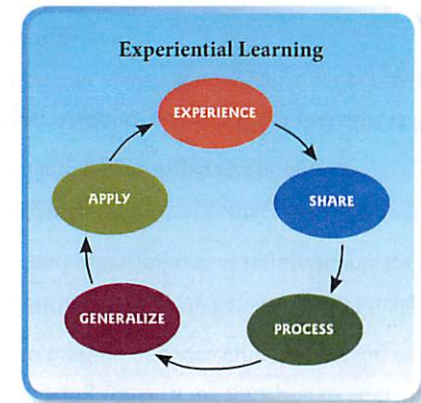 Experiential Learning
EXPERIENCE
SHARE
PROCESS
GENERALIZE
APPLY